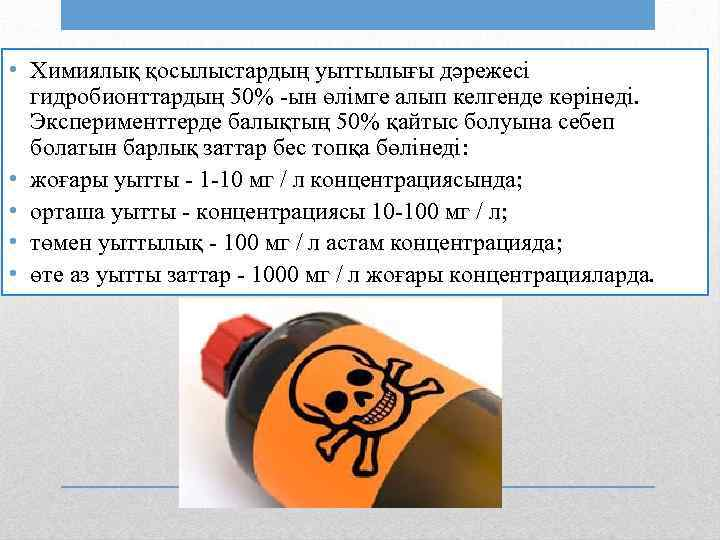 • Химиялық қосылыстардың уыттылығы дәрежесі
гидробионттардың 50% -ын өлімге алып келгенде көрінеді.
Эксперименттерде балықтың 50% қайтыс болуына себеп
болатын барлық заттар бес топқа бөлінеді:
• жоғары уытты - 1-10 мг / л концентрациясында;
• орташа уытты - концентрациясы 10-100 мг / л;
• төмен уыттылық - 100 мг / л астам концентрацияда;
• өте аз уытты заттар - 1000 мг / л жоғары концентрацияларда.